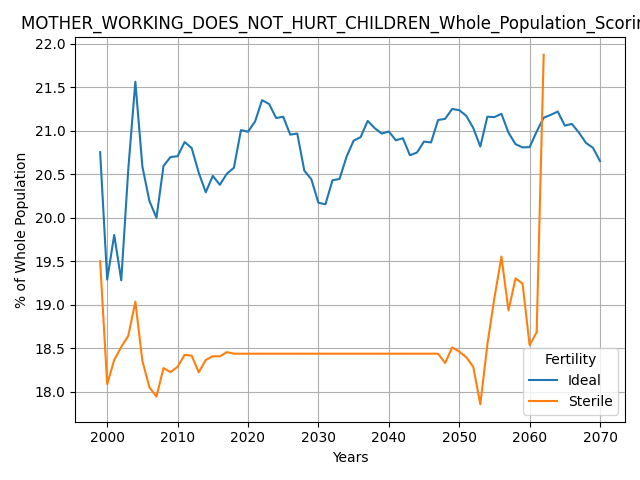 MOTHER_WORKING_DOES_NOT_HURT_CHILDREN_Whole_Population_Scorin
22.0
21.5
21.0
20.5
20.0
19.5
19.0
18.5
18.0
% of Whole Population
Fertility
Ideal
Sterile
2000 2010 2020 2030 2040 2050 2060 2070
Years